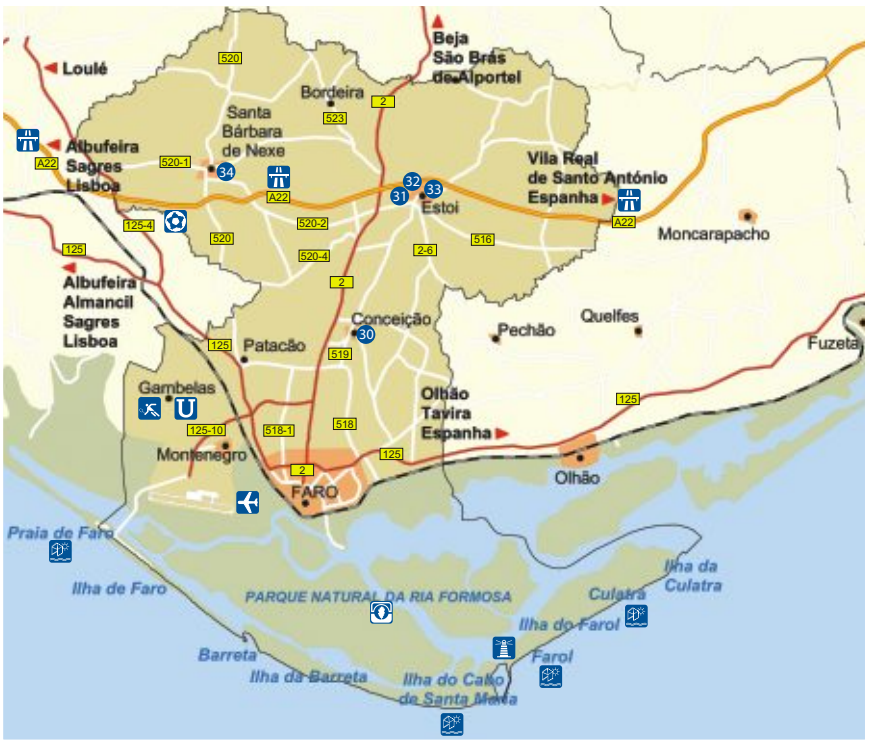 Beja
São Brás
de Alportel
Loulé
520
Bordeira
2
Santa
Bárbara
de Nexe
523
Albufeira
Sagres
Lisboa
A22
520-1
34
A22
32
33
31
Estoi
Vila Real
de Santo António
Espanha
A22
Moncarapacho
125-4
520-2
520
516
125
520-4
2-6
Albufeira
Almancil
Sagres
Lisboa
2
Conceição
30
Pechão
Quelfes
Fuzeta
125
Patacão
519
Gambelas
U
Olhão
Tavira
Espanha
125
125-10
518-1
518
Montenegro
125
2
FARO
Olhão
Praia de Faro
Ilha de Faro
PARQUE NATURAL DA RIA FORMOSA
Ilha da
Culatra
Culatra
Ilha do Farol
Farol
Barreta
Ilha da Barreta
Ilha do Cabo
de Santa Maria